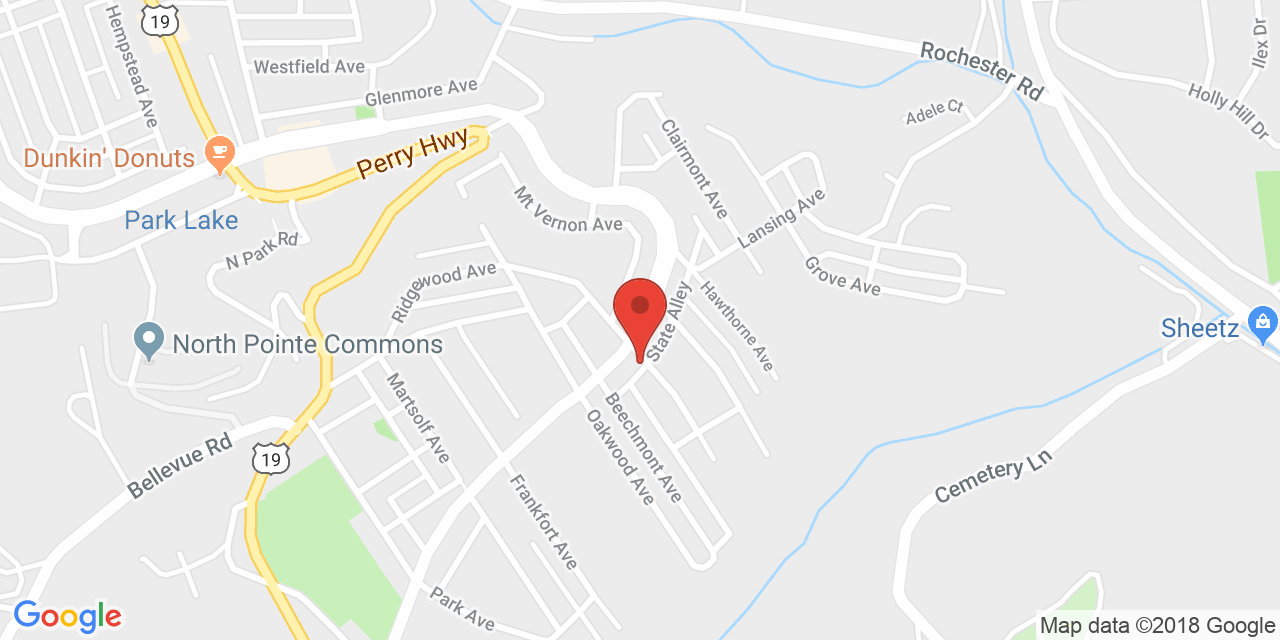 19
Hempstead Ave
Westfield Ave
Glenmore Ave
Rochester Rd
Ilex Dr
Holly Hill Dr
Adele Ct
Dunkin' Donuts
Perry Hwy
Clairmont Ave
Park Lake
Mt Vernon Ave
Lansing Ave
N Park Rd
Ridgewood Ave
Grove Ave
Hawthorne Ave
State Alley
North Pointe Commons
Sheetz
Martsolf Ave
Beechmont Ave
Oakwood Ave
Bellevue Rd
19
Cemetery Ln
Frankfort Ave
Park Ave
Google
Map data ©2018 Google